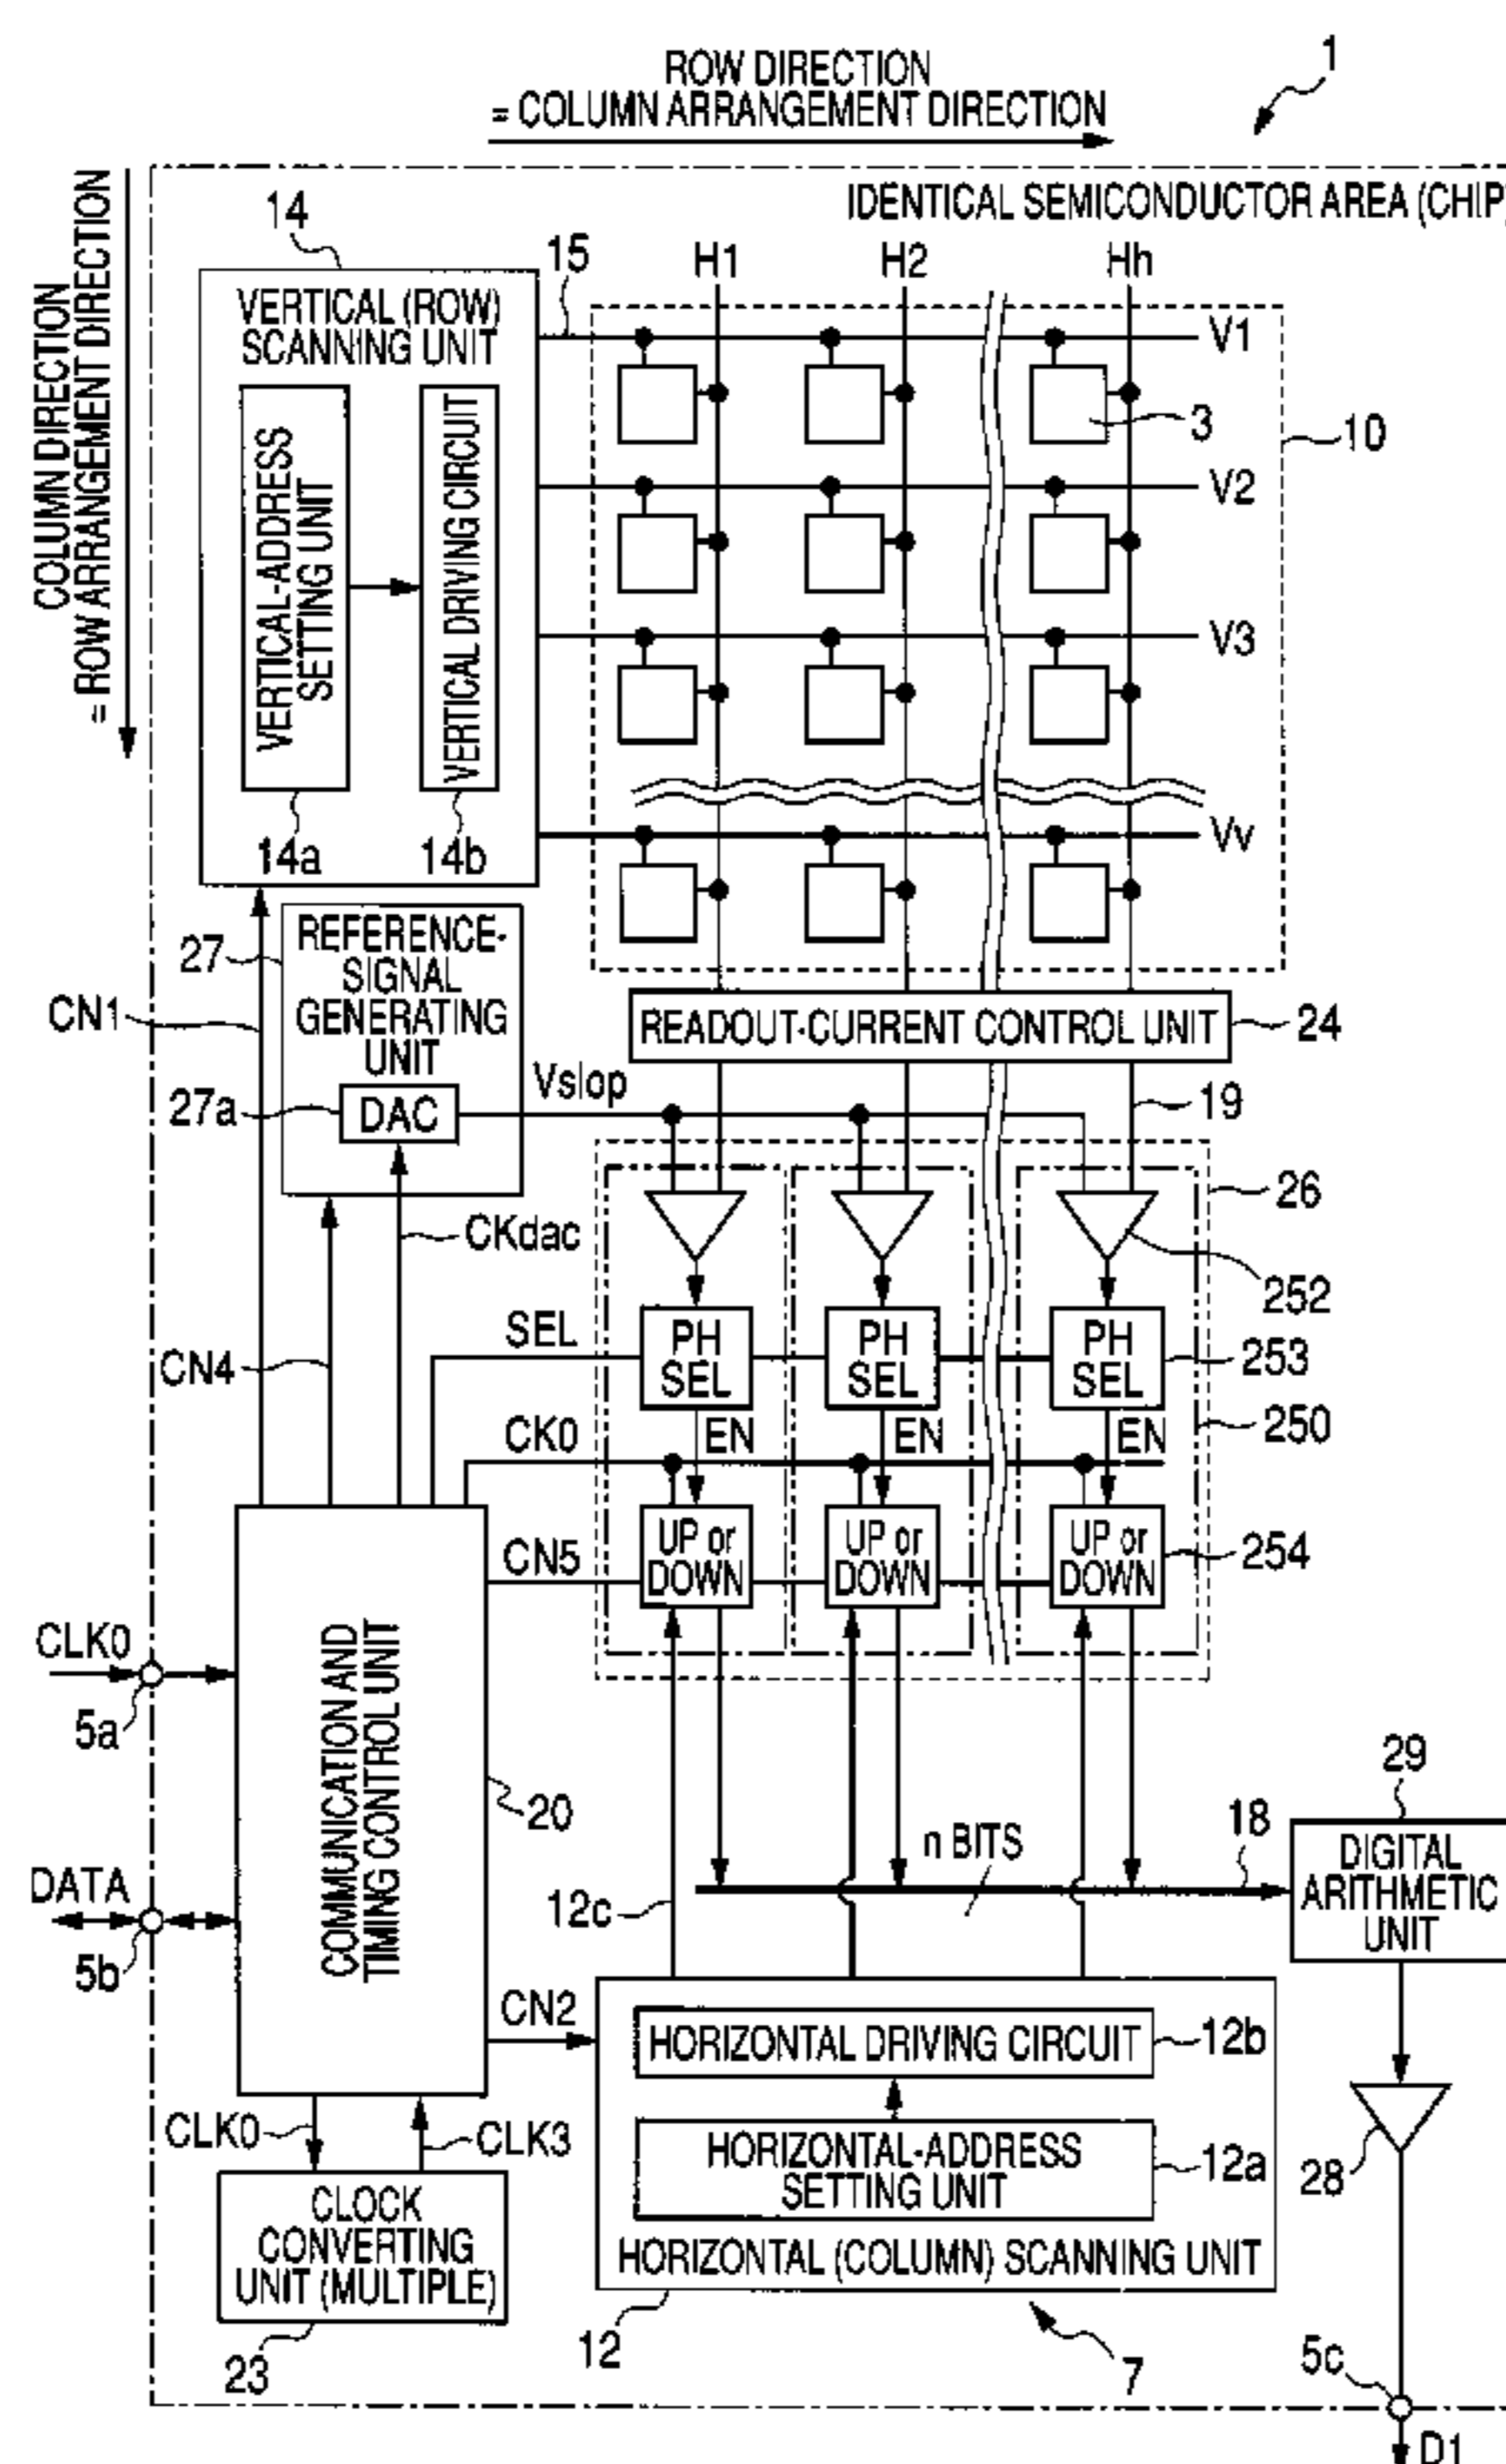 1
ROW DIRECTION
= COLUMN ARRANGEMENT DIRECTION
COLUMN DIRECTION
= ROW ARRANGEMENT DIRECTION
IDENTICAL SEMICONDUCTOR AREA (CHIP)
14
15
H1
H2
Hh
VERTICAL (ROW)
SCANNING UNIT
VERTICAL-ADDRESS
SETTING UNIT
VERTICAL DRIVING CIRCUIT
14a
14b
V1
3
10
V2
V3
Vv
27
REFERENCE-
SIGNAL
GENERATING
UNIT
CN1
READOUT-CURRENT CONTROL UNIT
24
27a
DAC
Vslop
19
26
CKdac
252
SEL
PH
SEL
PH
SEL
PH
SEL
253
CN4
EN
EN
EN
250
CK0
UP or
DOWN
UP or
DOWN
UP or
DOWN
254
CN5
CLK0
5a
COMMUNICATION AND
TIMING CONTROL UNIT
20
29
n BITS
18
DIGITAL
ARITHMETIC
UNIT
DATA
5b
12c
CN2
HORIZONTAL DRIVING CIRCUIT
12b
CLK0
CLK3
HORIZONTAL-ADDRESS
SETTING UNIT
12a
28
CLOCK
CONVERTING
UNIT (MULTIPLE)
HORIZONTAL (COLUMN) SCANNING UNIT
23
12
7
5c
D1